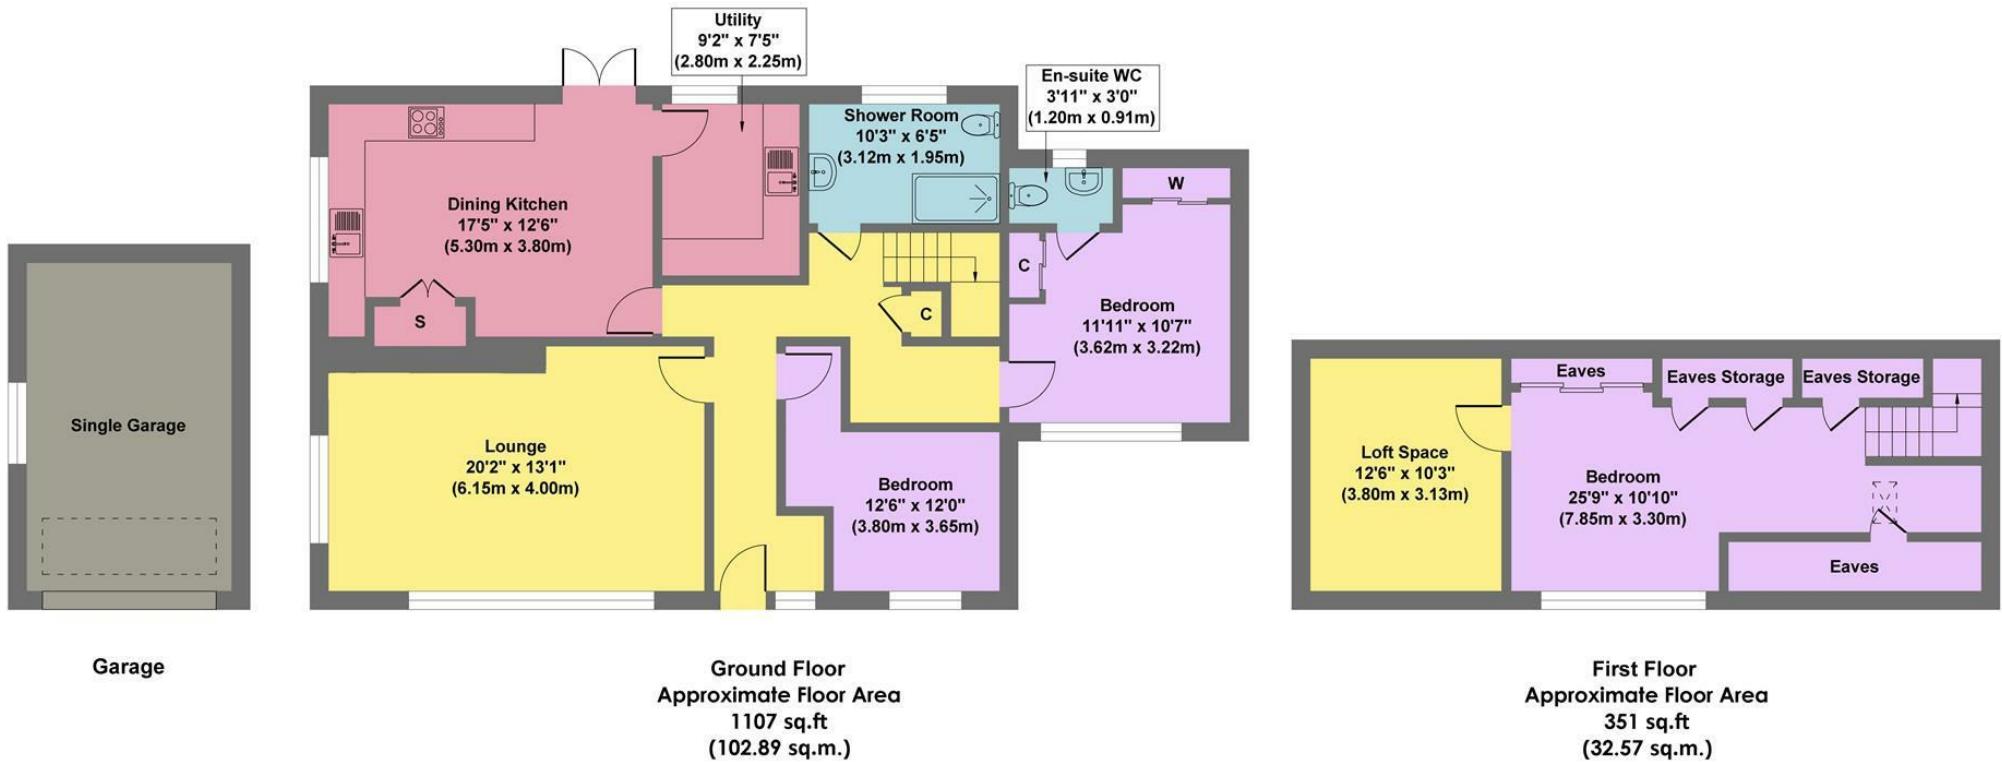 Utility
9'2" x 7'5"
(2.80m x 2.25m)
En-suite WC
3'11" x 3'0"
(1.20m x 0.91m)
Shower Room
10'3" x 6'5"
(3.12m x 1.95m)
W
Dining Kitchen
17'5" x 12'6"
(5.30m x 3.80m)
C
S
C
Bedroom
11'11" x 10'7"
(3.62m x 3.22m)
Single Garage
Lounge
20'2" x 13'1"
(6.15m x 4.00m)
Bedroom
12'6" x 12'0"
(3.80m x 3.65m)
Eaves
Eaves Storage
Eaves Storage
Loft Space
12'6" x 10'3"
(3.80m x 3.13m)
Bedroom
25'9" x 10'10"
(7.85m x 3.30m)
Eaves
Garage
Ground Floor
Approximate Floor Area
1107 sq.ft
(102.89 sq.m.)
First Floor
Approximate Floor Area
351 sq.ft
(32.57 sq.m.)